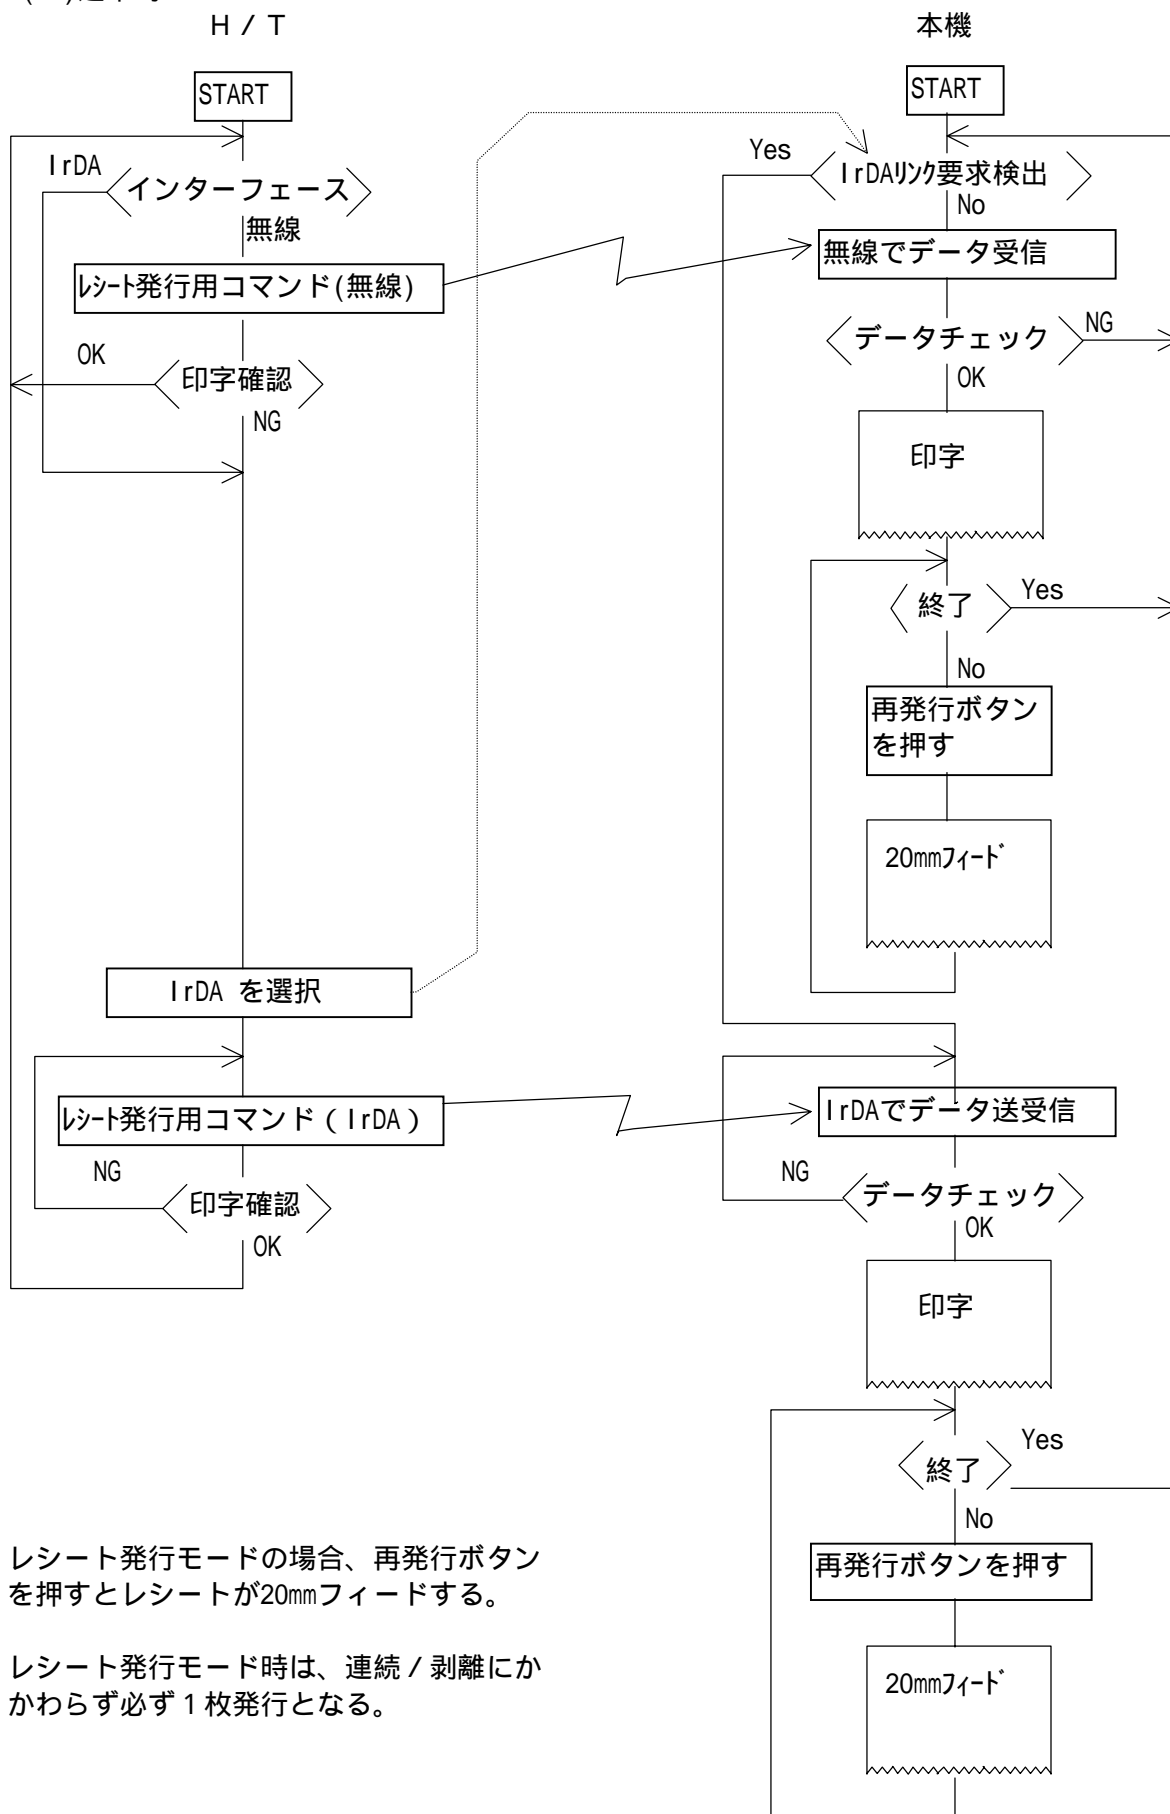 H / T
本機
START
START
IrDA
インターフェース
無線
Yes
IrDAリンク要求検出
No
レシート発行用コマンド(無線)
無線でデータ受信
データチェック
NG
OK
OK
印字確認
NG
印字
終了
Yes
No
再発行ボタン
を押す
20mmフィード
IrDA を選択
レシート発行用コマンド ( IrDA )
IrDAでデータ送受信
NG
印字確認
OK
NG
データチェック
OK
印字
終了
Yes
No
再発行ボタンを押す
20mmフィード
レシート発行モードの場合、再発行ボタン
を押すとレシートが20mmフィードする。
レシート発行モード時は、連続 / 剥離にか
かわらず必ず 1 枚発行となる。